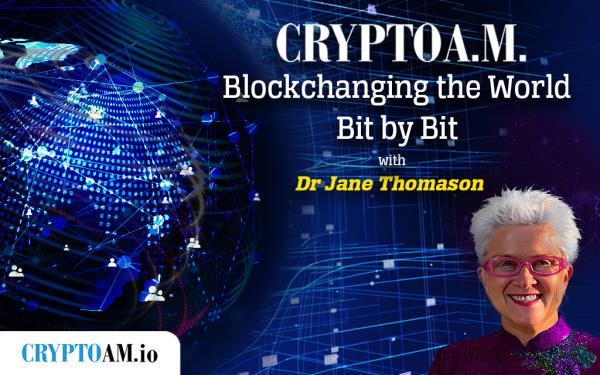 CRYPTOA.M.
Blockchanging the World
Bit by Bit
with
Dr Jane Thomason
CRYPTOAM.io